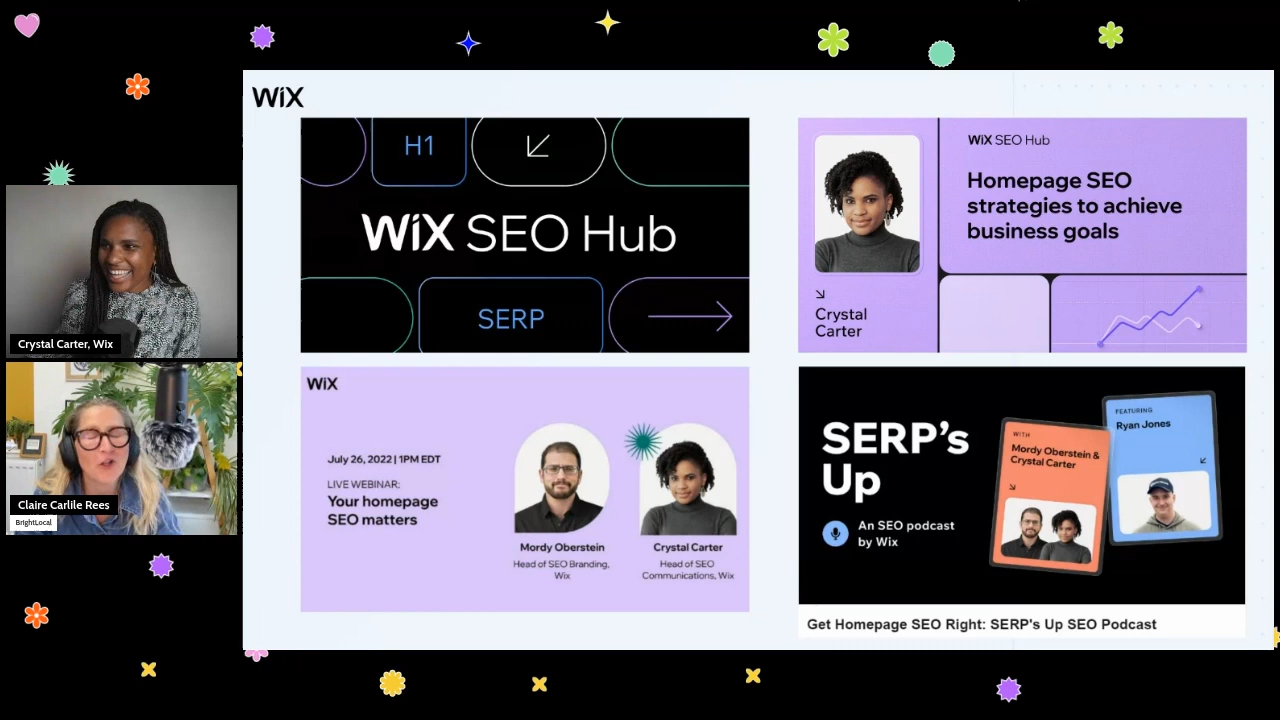 WiX
H1
WiX SEO Hub
SERP
WiX SEO Hub
Homepage SEO
strategies to achieve
business goals
Crystal
Carter
WiX
July 26, 2022 | 1PM EDT
LIVE WEBINAR:
Your homepage
SEO matters
Mordy Oberstein
Head of SEO Branding,
Wix
Crystal Carter
Head of SEO
Communications, Wix
SERP's
Up
An SEO podcast
by Wix
WITH
Mordy Oberstein &
Crystal Carter
FEATURING
Ryan Jones
Get Homepage SEO Right: SERP's Up SEO Podcast
Crystal Carter, Wix
Claire Carlile Rees
BrightLocal